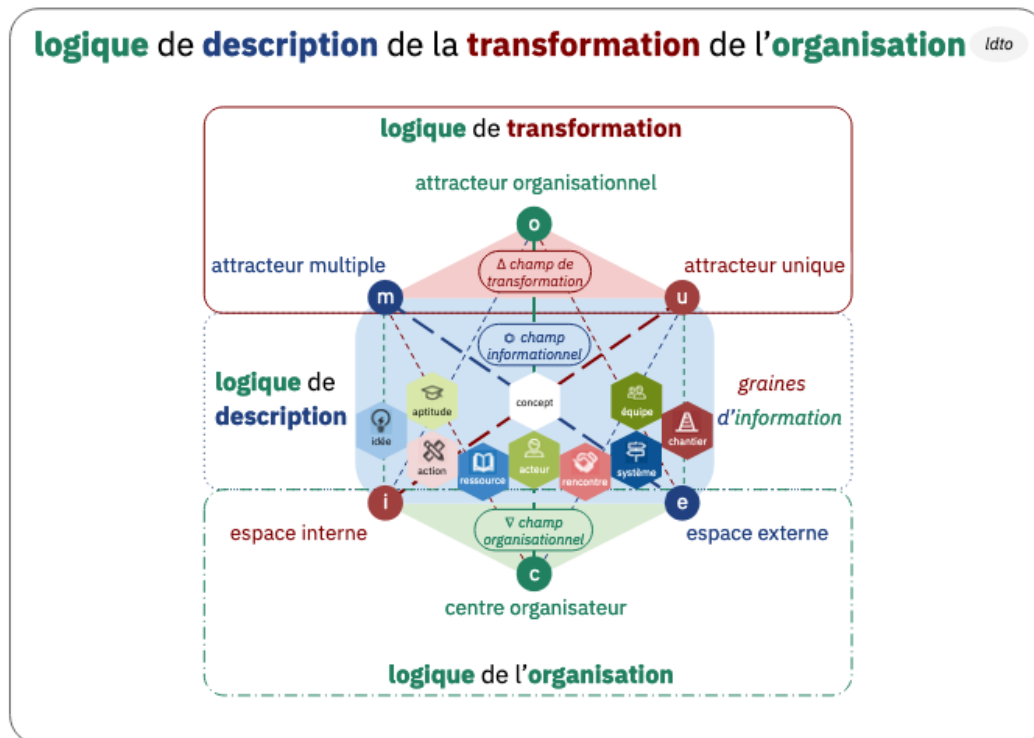 logique de description de la transformation de l'organisation
ldto
logique de transformation
attracteur organisationnel
o
attracteur multiple
Δ champ de
transformation
attracteur unique
m
u
champ
informationnel
logique de
description
graines
d'information
concept
aptitude
équipe
idée
chantier
action
ressource
acteur
rencontre
système
i
e
espace interne
∇ champ
organisationnel
espace externe
c
centre organisateur
logique de l'organisation